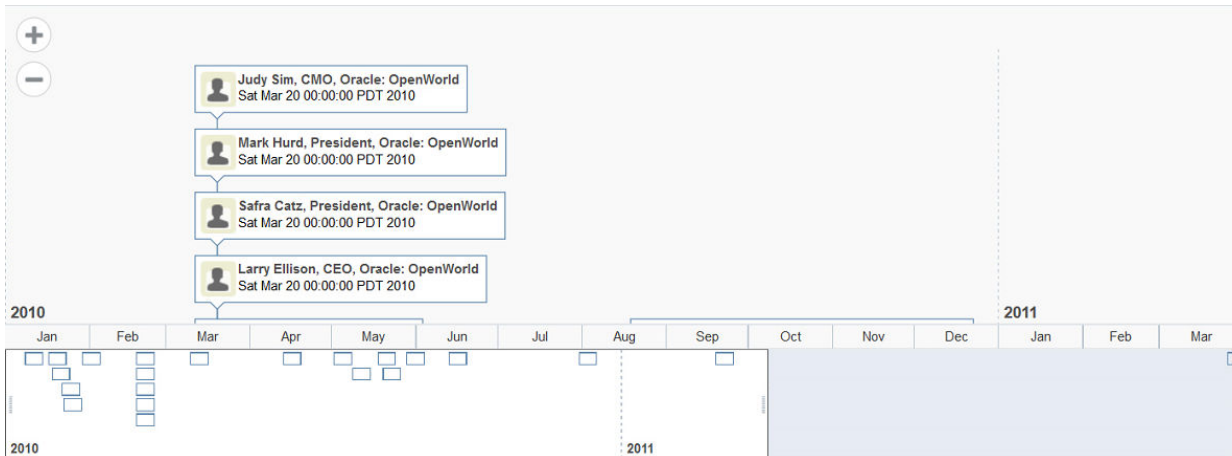 Judy Sim, CMO, Oracle: OpenWorld
Sat Mar 20 00:00:00 PDT 2010
Mark Hurd, President, Oracle: OpenWorld
Sat Mar 20 00:00:00 PDT 2010
Safra Catz, President, Oracle: OpenWorld
Sat Mar 20 00:00:00 PDT 2010
Larry Ellison, CEO, Oracle: OpenWorld
Sat Mar 20 00:00:00 PDT 2010
2010 2011
Jan Feb Mar Apr May Jun Jul Aug Sep Oct Nov Dec Jan Feb Mar
2010 2011